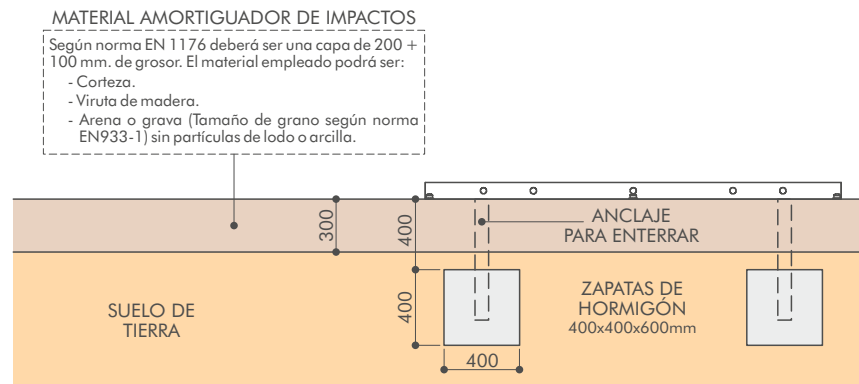 MATERIAL AMORTIGUADOR DE IMPACTOS
Según norma EN 1176 deberá ser una capa de 200 +
100 mm. de grosor. El material empleado podrá ser:
- Corteza.
- Viruta de madera.
- Arena o grava (Tamaño de grano según norma
EN933-1) sin partículas de lodo o arcilla.
300
400
ANCLAJE
PARA ENTERRAR
SUELO DE
TIERRA
400
400
ZAPATAS DE
HORMIGÓN
400x400x600mm